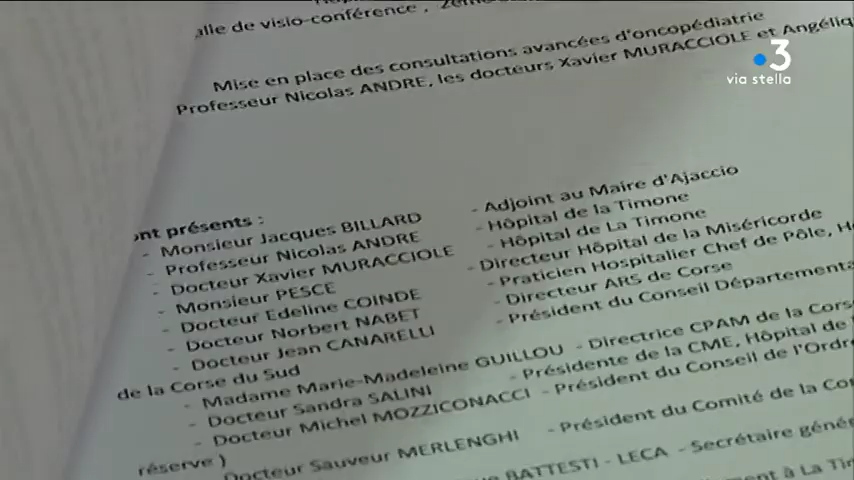 alle de visio-conférence ,
Mise en place des consultations avancées d'oncopédiatrie
Professeur Nicolas ANDRE, les docteurs Xavier MURACCIOLE et Angéliq
3
via stella
ont présents :
- Monsieur Jacques BILLARD - Adjoint au Maire d'Ajaccio
- Professeur Nicolas ANDRE - Hôpital de la Timone
- Docteur Xavier MURACCIOLE - Hôpital de La Timone
- Monsieur PESCE - Directeur Hôpital de la Miséricorde
- Docteur Edeline COINDE - Praticien Hospitalier Chef de Pôle, H
- Docteur Norbert NABET - Directeur ARS de Corse
- Docteur Jean CANARELLI - Président du Conseil Départementa
de la Corse du Sud
- Madame Marie-Madeleine GUILLOU - Directrice CPAM de la Cors
- Docteur Sandra SALINI - Présidente de la CME, Hôpital de
- Docteur Michel MOZZICONACCI - Président du Conseil de l'Ordre
réserve )
Docteur Sauveur MERLENGHI - Président du Comité de la Co
BATTESTI - LECA - Secrétaire géné
à La Tim